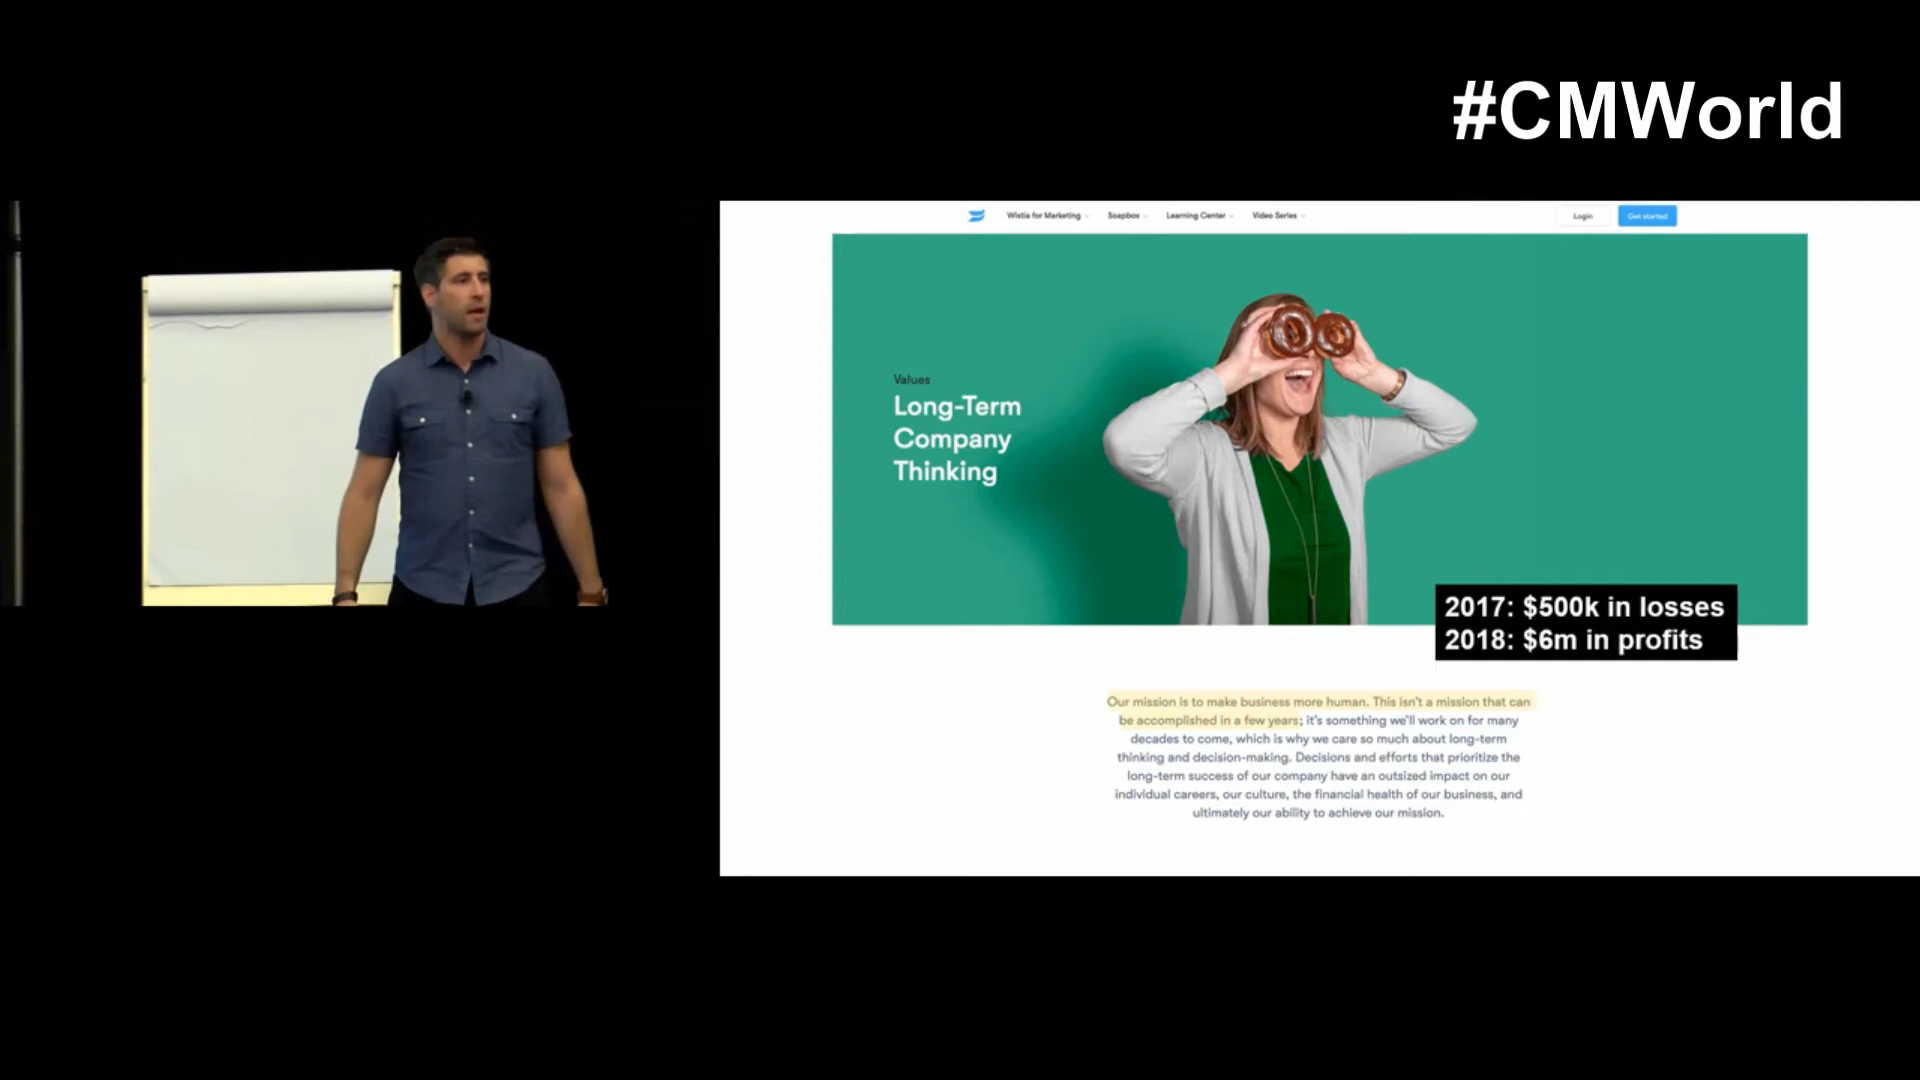 #CMWorld
Wistia for Marketing
Soapbox
Learning Center
Video Series
Login
Get started
Values
Long-Term
Company
Thinking
2017: $500k in losses
2018: $6m in profits
Our mission is to make business more human. This isn't a mission that can
be accomplished in a few years; it's something we'll work on for many
decades to come, which is why we care so much about long-term
thinking and decision-making. Decisions and efforts that prioritize the
long-term success of our company have an outsized impact on our
individual careers, our culture, the financial health of our business, and
ultimately our ability to achieve our mission.